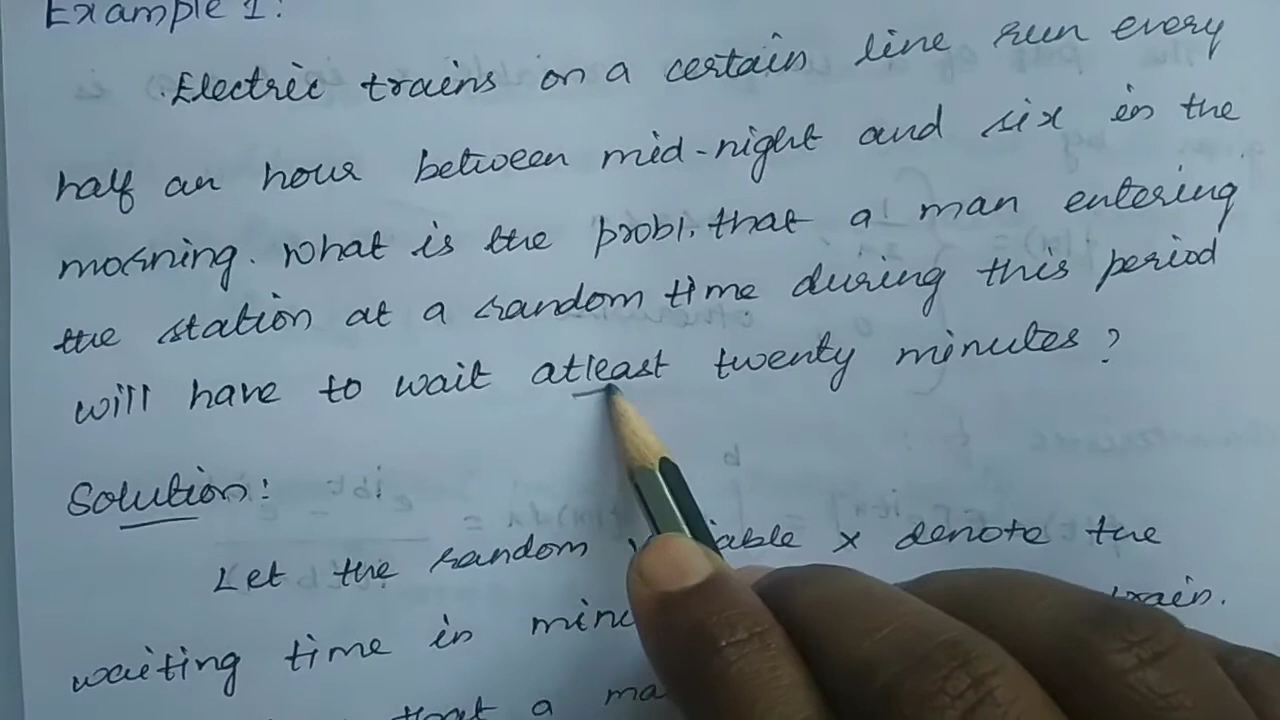 Example 1:
Electric trains on a certain line run every
half an hour between mid-night and six in the
morning. What is the probl. that a man entering
the station at a random time during this period
will have to wait atleast twenty minutes?
Solution:
Let the random x denote the
waiting time in train.
that a